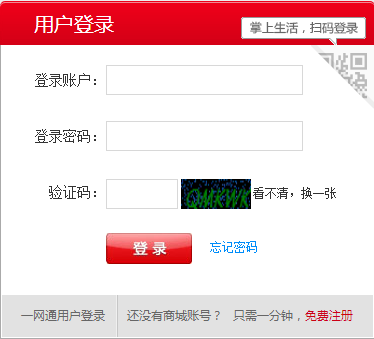 用户登录
掌上生活，扫码登录
登录账户：
登录密码：
验证码： QMKWK 看不清，换一张
登 录 忘记密码
一网通用户登录 还没有商城账号？ 只需一分钟，免费注册